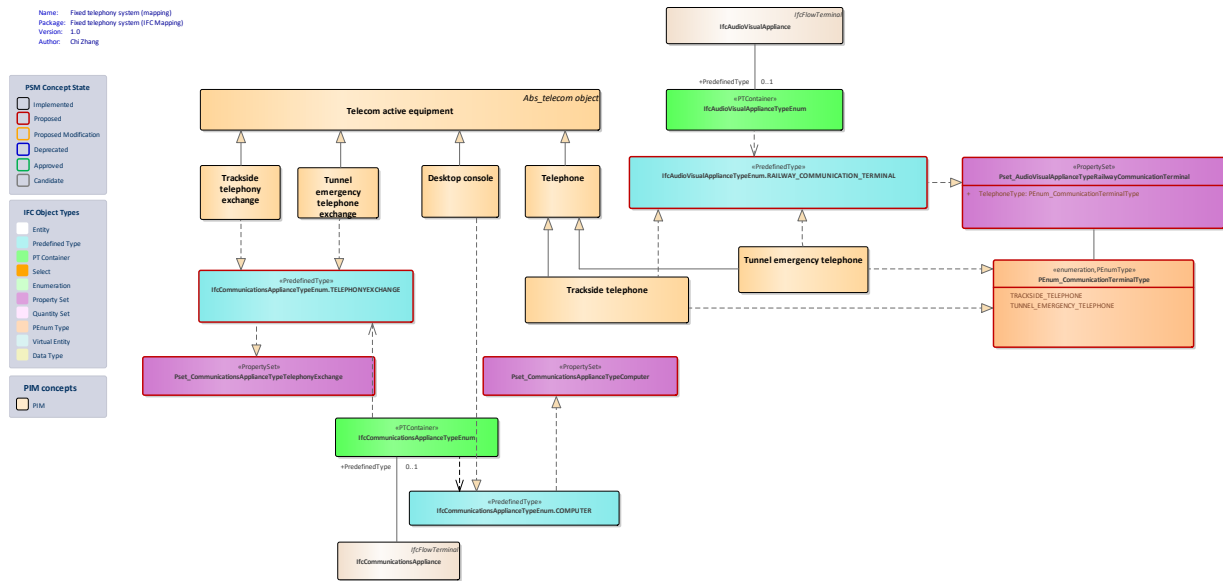 Name: Fixed telephony system (mapping)
Package: Fixed telephony system (IFC Mapping)
Version: 1.0
Author: Chi Zhang
PSM Concept State
Implemented
Proposed
Proposed Modification
Deprecated
Approved
Candidate
IFC Object Types
Entity
Predefined Type
PT Container
Select
Enumeration
Property Set
Quantity Set
PEnum Type
Virtual Entity
Data Type
PIM concepts
PIM
IfcFlowTerminal
IfcAudioVisualAppliance
+PredefinedType 0..1
«PTContainer»
IfcAudioVisualApplianceTypeEnum
Abs_telecom object
Telecom active equipment
Trackside
telephony
exchange
Tunnel
emergency
telephone
exchange
Desktop console
Telephone
«PredefinedType»
IfcAudioVisualApplianceTypeEnum.RAILWAY_COMMUNICATION_TERMINAL
«PropertySet»
Pset_AudioVisualApplianceTypeRailwayCommunicationTerminal
+ TelephoneType: PEnum_CommunicationTerminalType
Tunnel emergency telephone
Trackside telephone
«enumeration,PEnumType»
PEnum_CommunicationTerminalType
TRACKSIDE_TELEPHONE
TUNNEL_EMERGENCY_TELEPHONE
«PredefinedType»
IfcCommunicationsApplianceTypeEnum.TELEPHONYEXCHANGE
«PropertySet»
Pset_CommunicationsApplianceTypeTelephonyExchange
«PropertySet»
Pset_CommunicationsApplianceTypeComputer
«PTContainer»
IfcCommunicationsApplianceTypeEnum
+PredefinedType 0..1
«PredefinedType»
IfcCommunicationsApplianceTypeEnum.COMPUTER
IfcFlowTerminal
IfcCommunicationsAppliance